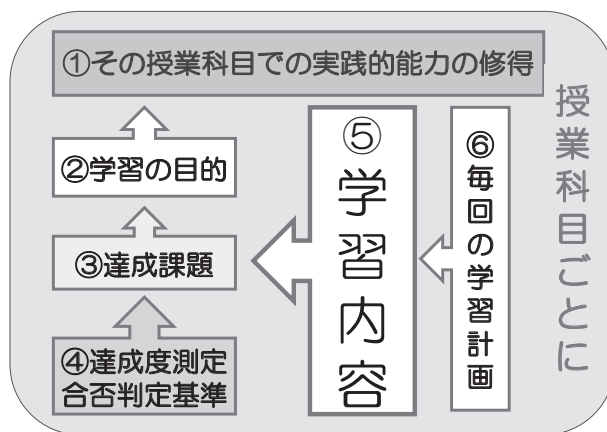 ①その授業科目での実践的能力の修得
②学習の目的
③達成課題
④達成度測定
合否判定基準
⑤学習内容
⑥毎回の学習計画
授業科目ごとに